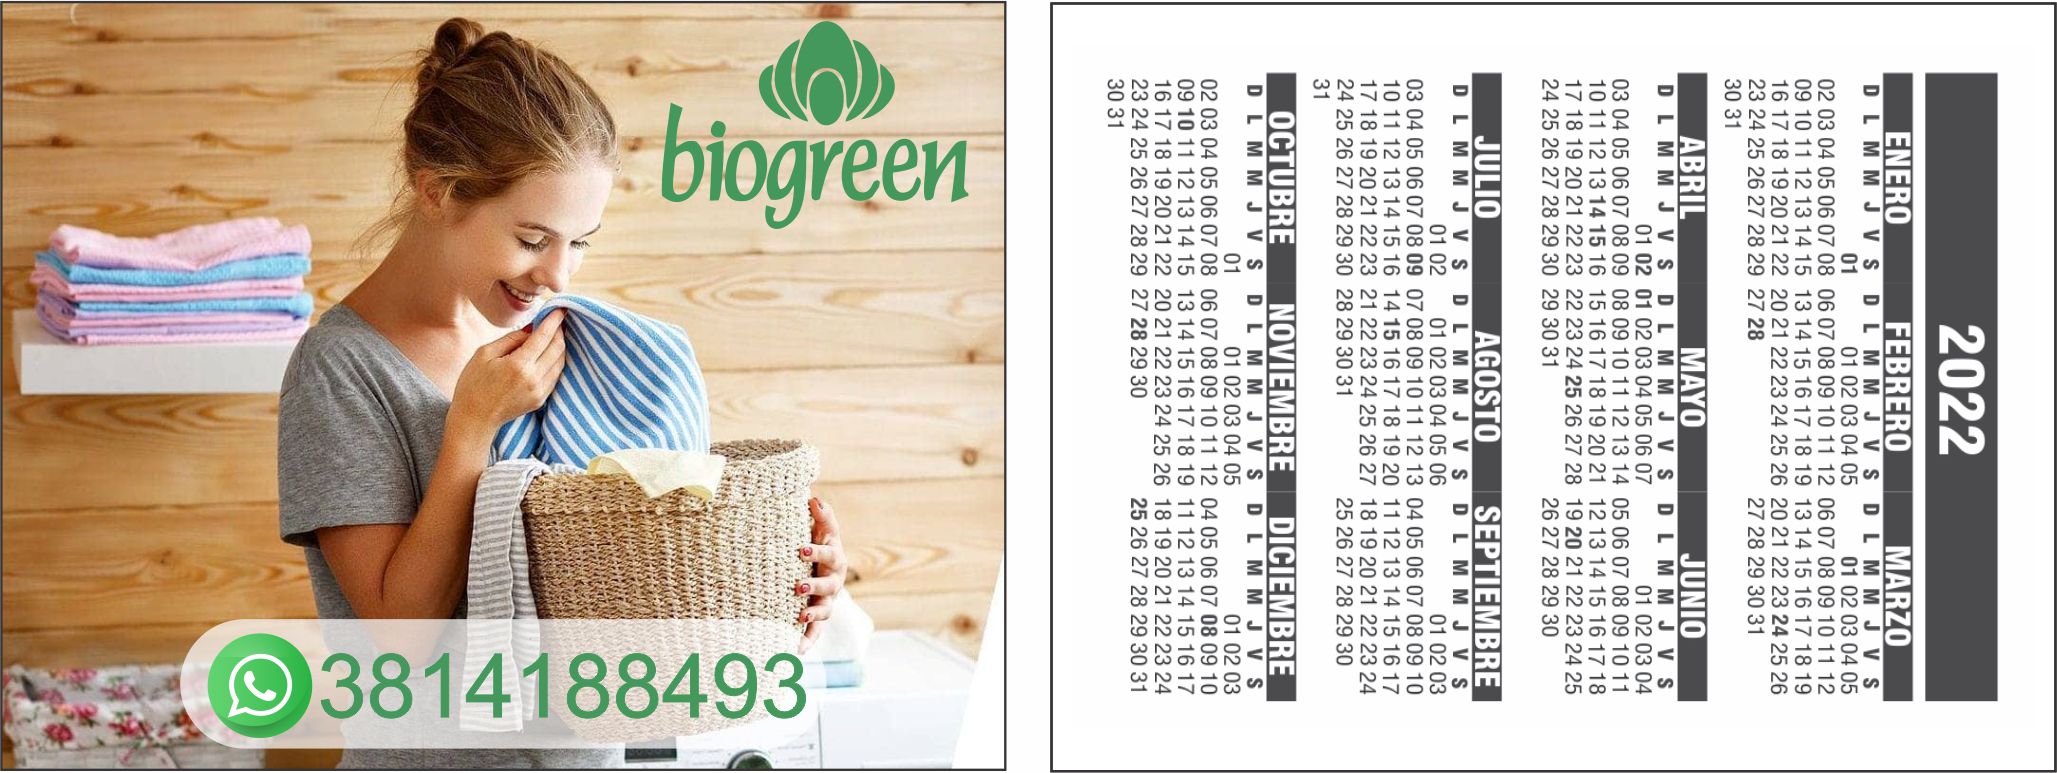 biogreen
3814188493
2022
ENERO FEBRERO MARZO
D L M M J V S D L M M J V S D L M M J V S
01 01 02 03 04 05 01 02 03 04 05
02 03 04 05 06 07 08 06 07 08 09 10 11 12 06 07 08 09 10 11 12
09 10 11 12 13 14 15 13 14 15 16 17 18 19 13 14 15 16 17 18 19
16 17 18 19 20 21 22 20 21 22 23 24 25 26 20 21 22 23 24 25 26
23 24 25 26 27 28 29 27 28 27 28 29 30 31
30 31
ABRIL MAYO JUNIO
D L M M J V S D L M M J V S D L M M J V S
01 02 01 02 03 04 05 06 07 01 02 03 04
03 04 05 06 07 08 09 08 09 10 11 12 13 14 05 06 07 08 09 10 11
10 11 12 13 14 15 16 15 16 17 18 19 20 21 12 13 14 15 16 17 18
17 18 19 20 21 22 23 22 23 24 25 26 27 28 19 20 21 22 23 24 25
24 25 26 27 28 29 30 29 30 31 26 27 28 29 30
JULIO AGOSTO SEPTIEMBRE
D L M M J V S D L M M J V S D L M M J V S
01 02 01 02 03 04 05 06 01 02 03
03 04 05 06 07 08 09 07 08 09 10 11 12 13 04 05 06 07 08 09 10
10 11 12 13 14 15 16 14 15 16 17 18 19 20 11 12 13 14 15 16 17
17 18 19 20 21 22 23 21 22 23 24 25 26 27 18 19 20 21 22 23 24
24 25 26 27 28 29 30 28 29 30 31 25 26 27 28 29 30
31
OCTUBRE NOVIEMBRE DICIEMBRE
D L M M J V S D L M M J V S D L M M J V S
01 01 02 03 04 05 01 02 03
02 03 04 05 06 07 08 06 07 08 09 10 11 12 04 05 06 07 08 09 10
09 10 11 12 13 14 15 13 14 15 16 17 18 19 11 12 13 14 15 16 17
16 17 18 19 20 21 22 20 21 22 23 24 25 26 18 19 20 21 22 23 24
23 24 25 26 27 28 29 27 28 29 30 25 26 27 28 29 30 31
30 31